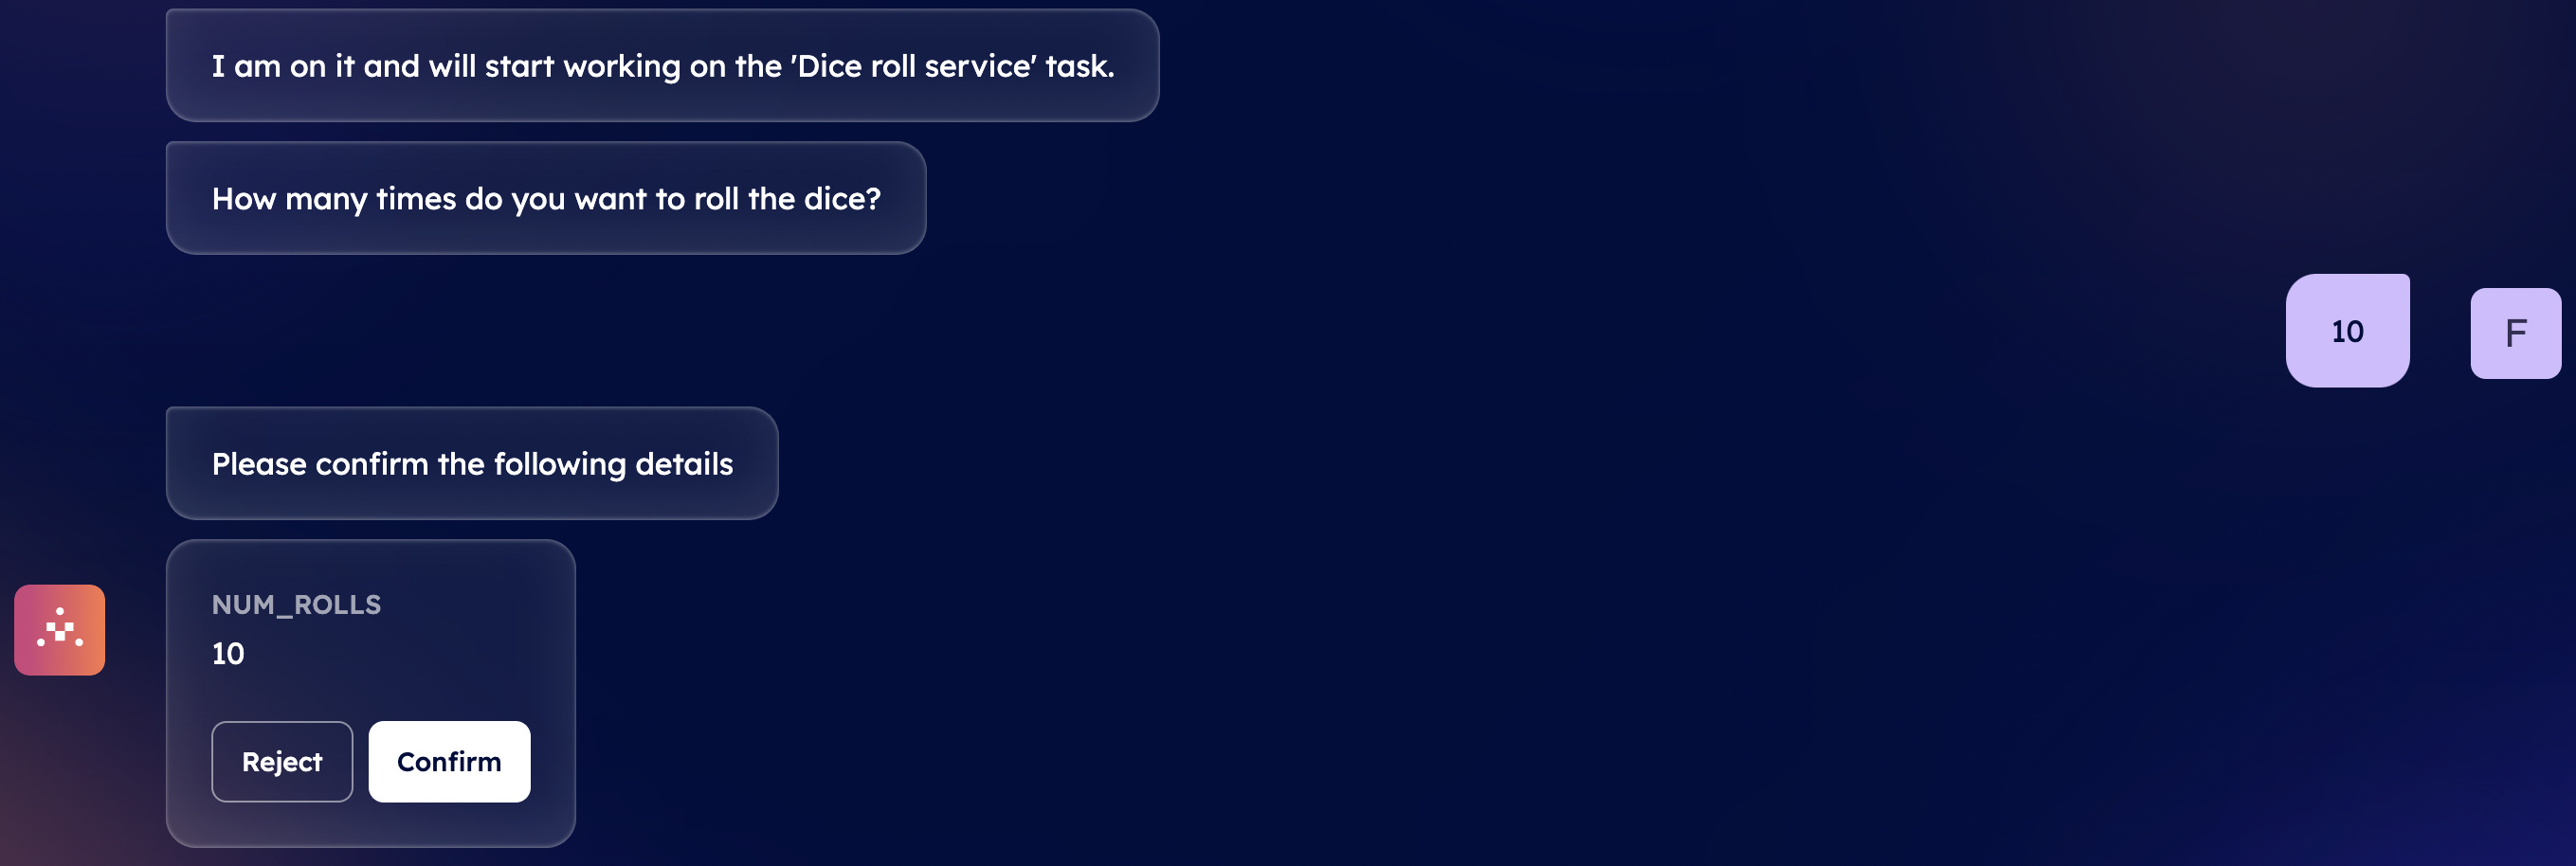 I am on it and will start working on the 'Dice roll service' task.
How many times do you want to roll the dice?
10
F
Please confirm the following details
NUM_ROLLS
10
Reject
Confirm